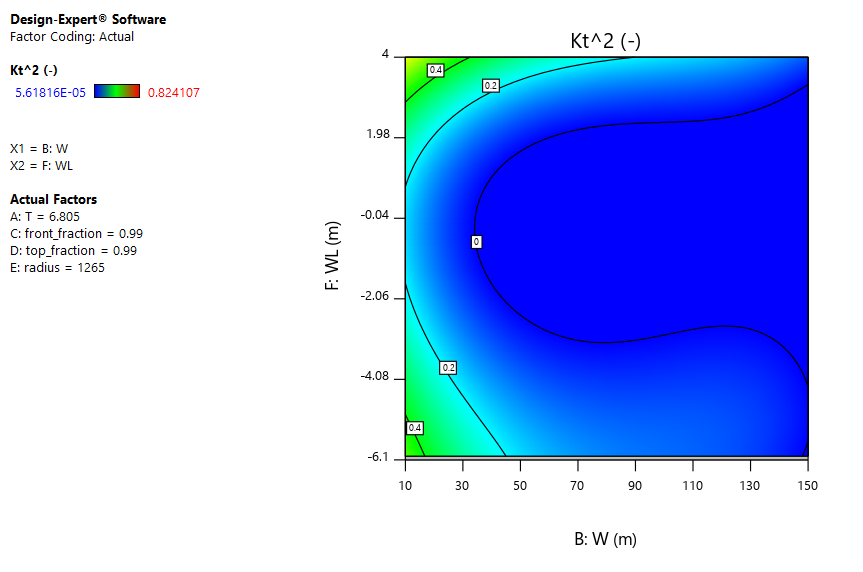 Design-Expert® Software
Factor Coding: Actual
Kt^2 (-)
5.61816E-05 0.824107
X1 = B: W
X2 = F: WL
Actual Factors
A: T = 6.805
C: front_fraction = 0.99
D: top_fraction = 0.99
E: radius = 1265
Kt^2 (-)
F: WL (m)
4
1.98
-0.04
-2.06
-4.08
-6.1
0.4
0.2
0
0.2
0.4
10 30 50 70 90 110 130 150
B: W (m)